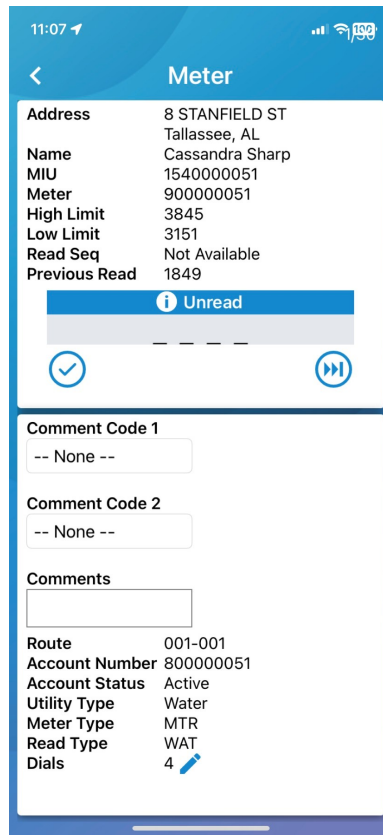 11:07
1/50
Meter
Address 8 STANFIELD ST
Tallassee, AL
Name Cassandra Sharp
MIU 1540000051
Meter 900000051
High Limit 3845
Low Limit 3151
Read Seq Not Available
Previous Read 1849
Unread
_ _ _ _
Comment Code 1
-- None --
Comment Code 2
-- None --
Comments
Route 001-001
Account Number 800000051
Account Status Active
Utility Type Water
Meter Type MTR
Read Type WAT
Dials 4